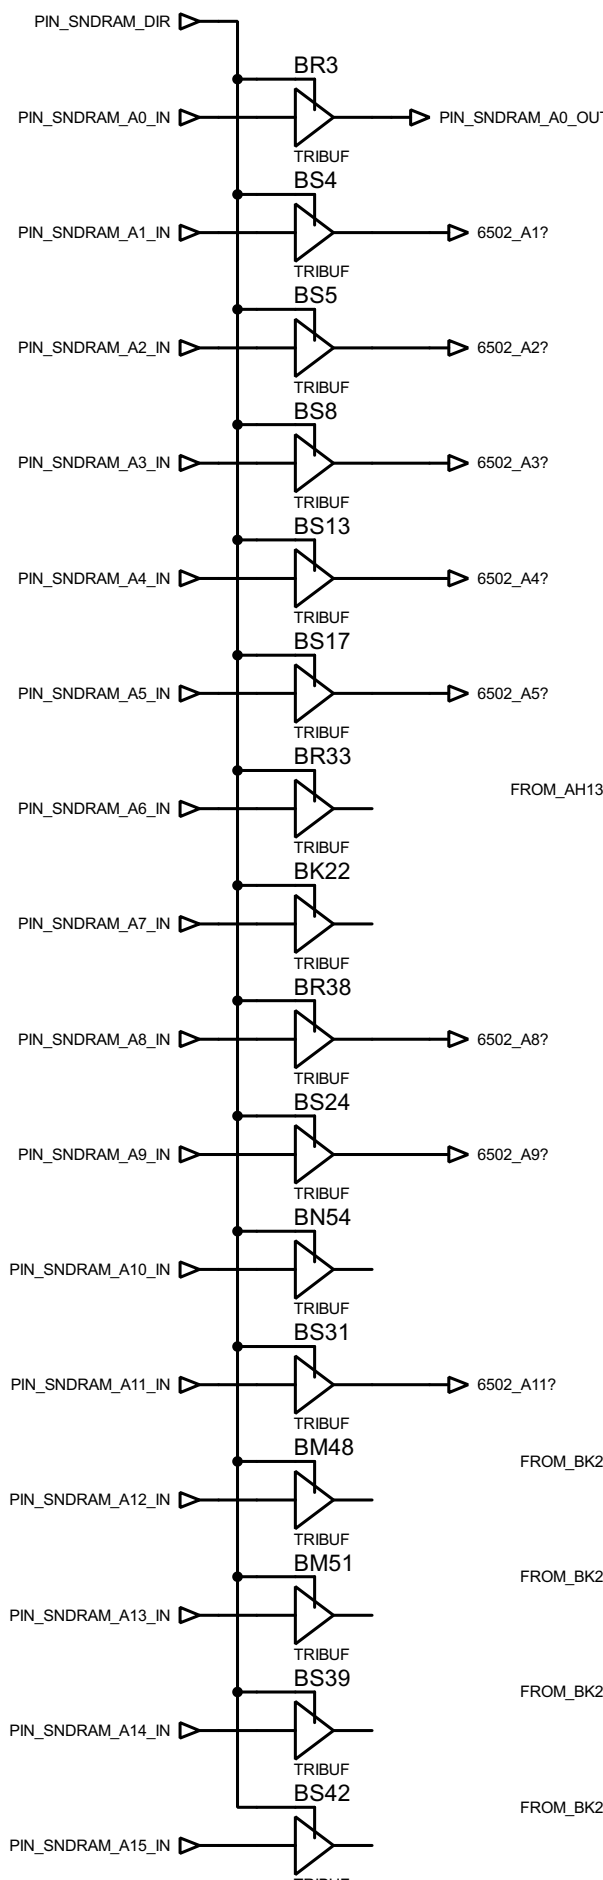 PIN_SNDRAM_DIR
BR3
PIN_SNDRAM_A0_IN
PIN_SNDRAM_A0_OUT
TRIBUF
BS4
PIN_SNDRAM_A1_IN
6502_A1?
TRIBUF
BS5
PIN_SNDRAM_A2_IN
6502_A2?
TRIBUF
BS8
PIN_SNDRAM_A3_IN
6502_A3?
TRIBUF
BS13
PIN_SNDRAM_A4_IN
6502_A4?
TRIBUF
BS17
PIN_SNDRAM_A5_IN
6502_A5?
TRIBUF
BR33
FROM_AH13
PIN_SNDRAM_A6_IN
TRIBUF
BK22
PIN_SNDRAM_A7_IN
TRIBUF
BR38
PIN_SNDRAM_A8_IN
6502_A8?
TRIBUF
BS24
PIN_SNDRAM_A9_IN
6502_A9?
TRIBUF
BN54
PIN_SNDRAM_A10_IN
TRIBUF
BS31
PIN_SNDRAM_A11_IN
6502_A11?
TRIBUF
BM48
FROM_BK2
PIN_SNDRAM_A12_IN
TRIBUF
BM51
FROM_BK2
PIN_SNDRAM_A13_IN
TRIBUF
BS39
FROM_BK2
PIN_SNDRAM_A14_IN
TRIBUF
BS42
FROM_BK2
PIN_SNDRAM_A15_IN
TRIBUF